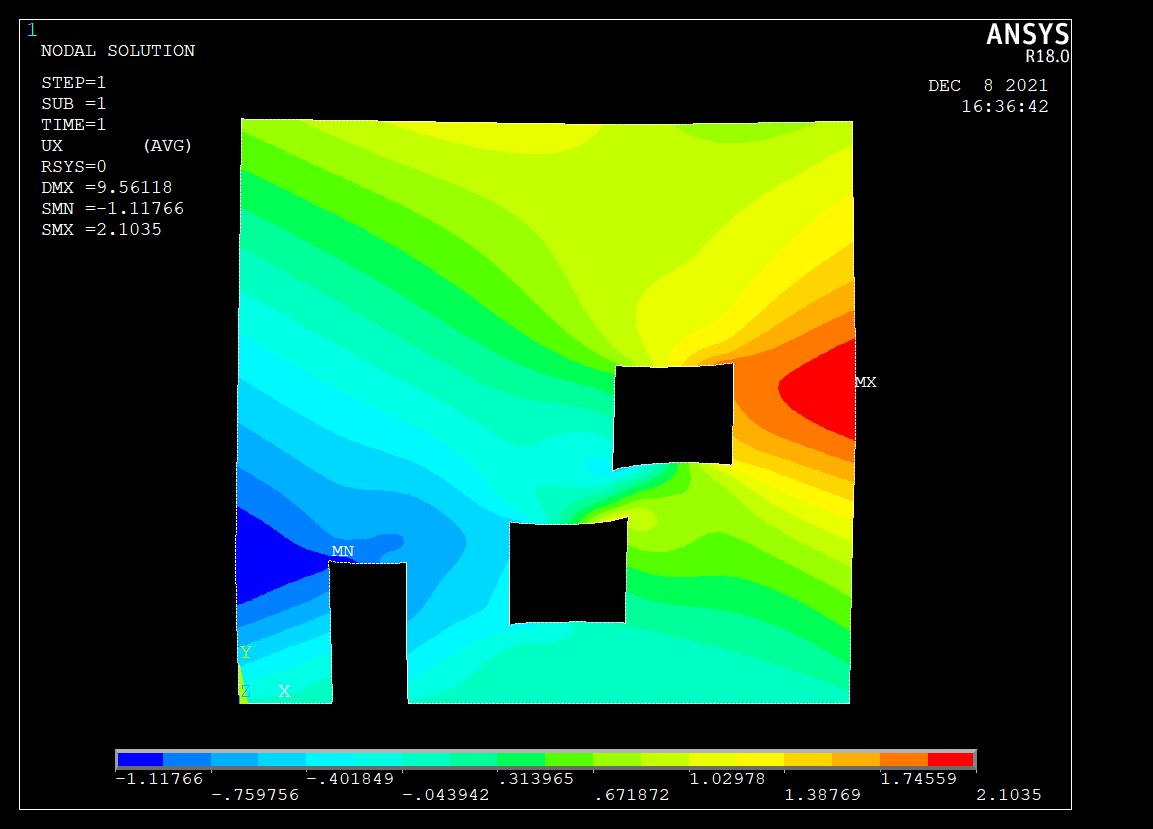 1
ANSYS
R18.0
NODAL SOLUTION
DEC  8 2021
16:36:42
STEP=1
SUB =1
TIME=1
UX       (AVG)
RSYS=0
DMX =9.56118
SMN =-1.11766
SMX =2.1035
MX
MN
Y
Z X
-1.11766 -.401849 .313965 1.02978 1.74559
-.759756 -.043942 .671872 1.38769 2.1035